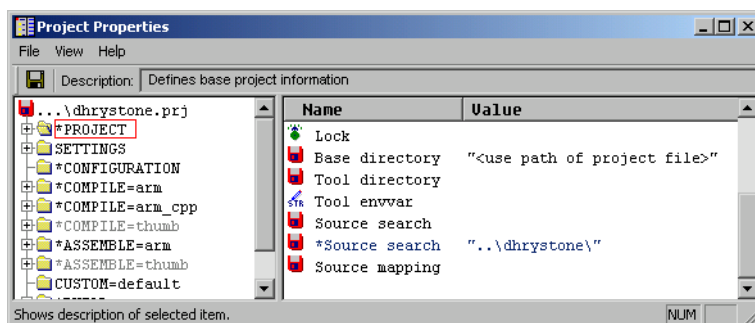 Project Properties
File View Help
Description: Defines base project information
...\dhrystone.prj
*PROJECT
SETTINGS
*CONFIGURATION
*COMPILE=arm
*COMPILE=arm_cpp
*COMPILE=thumb
*ASSEMBLE=arm
*ASSEMBLE=thumb
CUSTOM=default
Name Value
Lock
Base directory "<use path of project file>"
Tool directory
STR Tool envvar
Source search
*Source search "..\dhrystone\"
Source mapping
Shows description of selected item. NUM